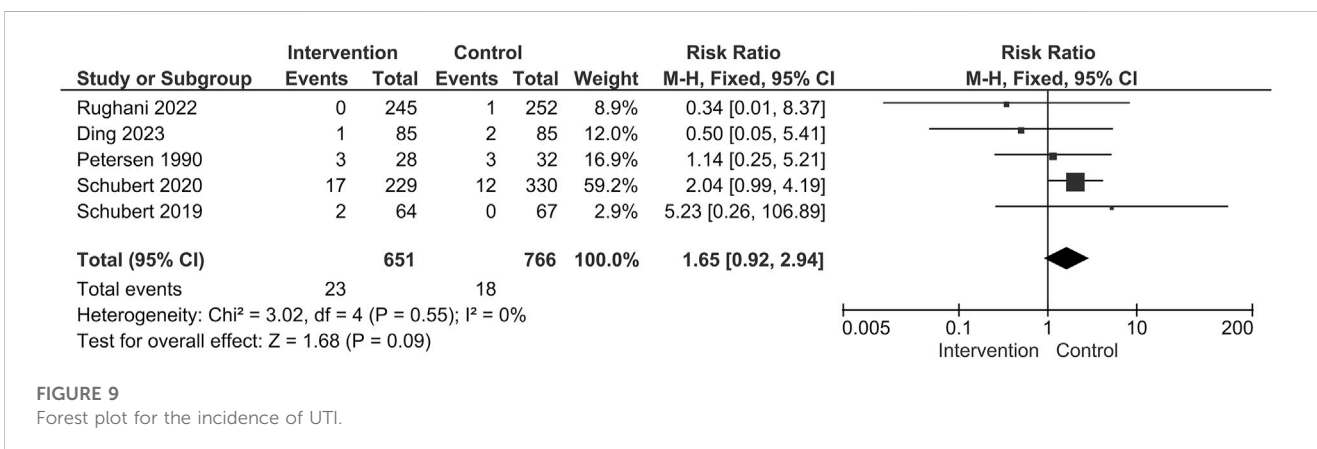 Intervention Control Risk Ratio Risk Ratio
Study or Subgroup Events Total Events Total Weight M-H, Fixed, 95% CI M-H, Fixed, 95% CI
Rughani 2022 0 245 1 252 8.9% 0.34 [0.01, 8.37]
Ding 2023 1 85 2 85 12.0% 0.50 [0.05, 5.41]
Petersen 1990 3 28 3 32 16.9% 1.14 [0.25, 5.21]
Schubert 2020 17 229 12 330 59.2% 2.04 [0.99, 4.19]
Schubert 2019 2 64 0 67 2.9% 5.23 [0.26, 106.89]
Total (95% CI) 651 766 100.0% 1.65 [0.92, 2.94]
Total events 23 18
Heterogeneity: Chi² = 3.02, df = 4 (P = 0.55); I² = 0%
Test for overall effect: Z = 1.68 (P = 0.09)
0.005 0.1 1 10 200
Intervention Control
FIGURE 9
Forest plot for the incidence of UTI.